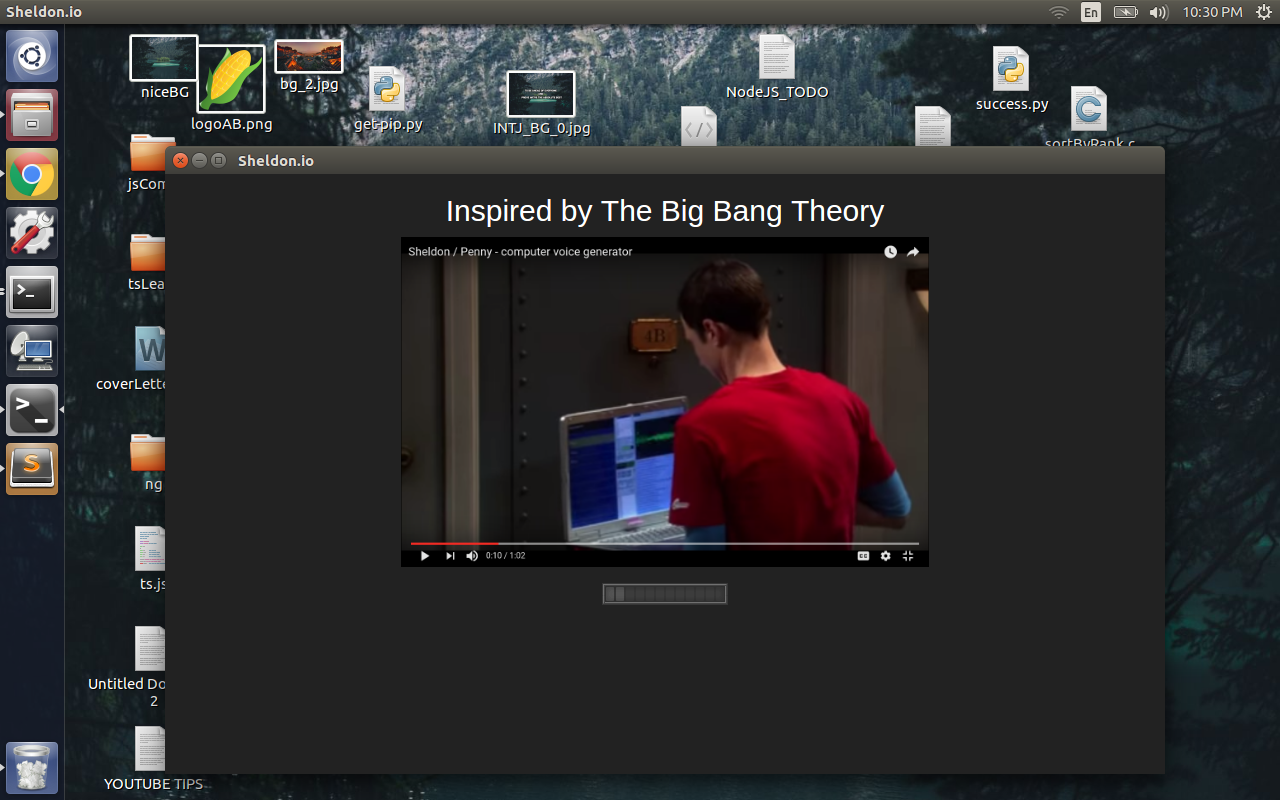 Sheldon.io
En
10:30 PM
niceBG
logoAB.png
bg_2.jpg
get-pip.py
INTJ_BG_0.jpg
NodeJS_TODO
success.py
sortByRank.c
Sheldon.io
jsCom
Inspired by The Big Bang Theory
Sheldon / Penny - computer voice generator
4B
tsLea
W
coverLette
ng
S
0:10 / 1:02
CC
ts.js
Untitled Do
2
YOUTUBE TIPS